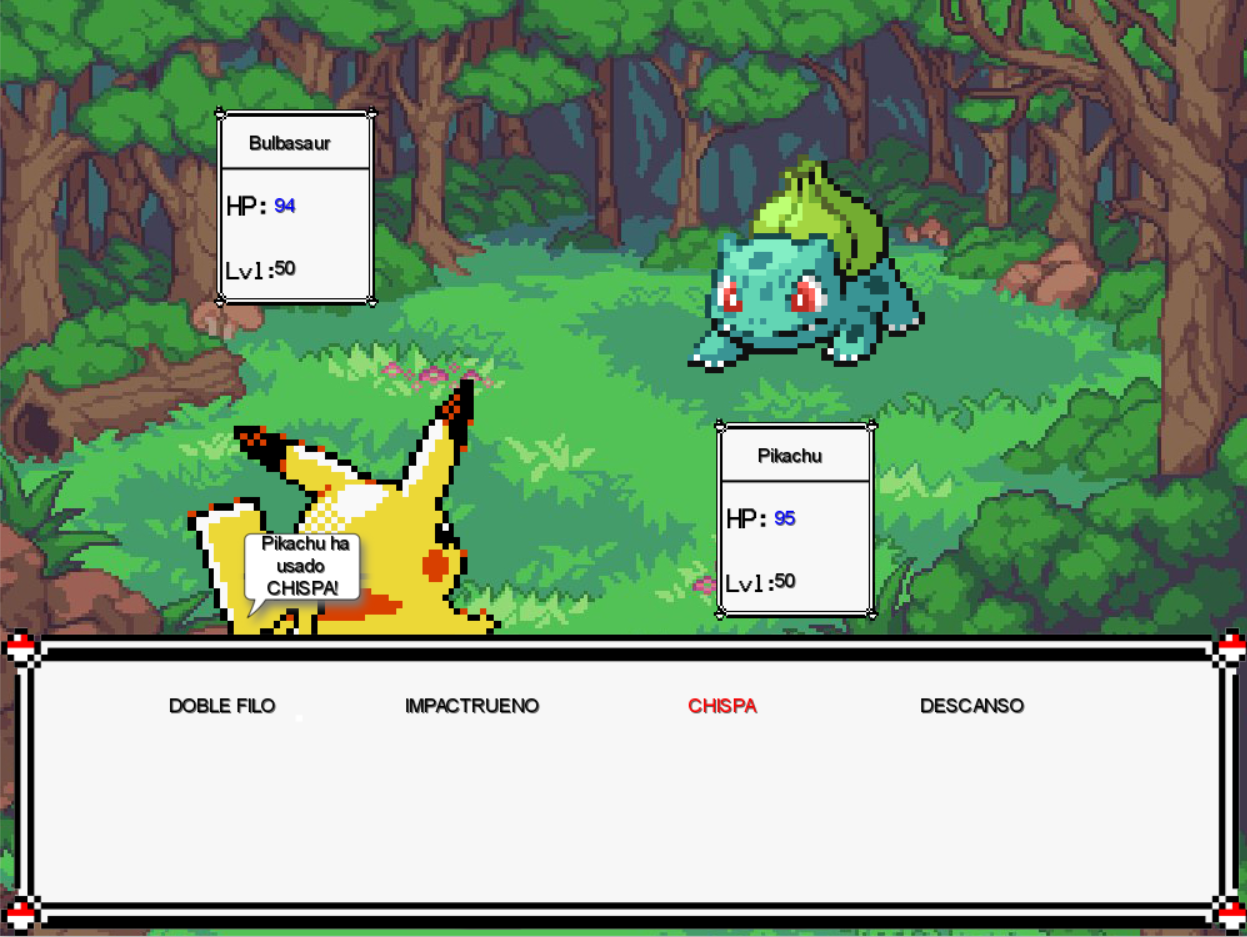 Bulbasaur
HP: 94
Lvl:50
Pikachu
HP: 95
Lvl:50
Pikachu ha
usado
CHISPA!
DOBLE FILO IMPACTRUENO CHISPA DESCANSO